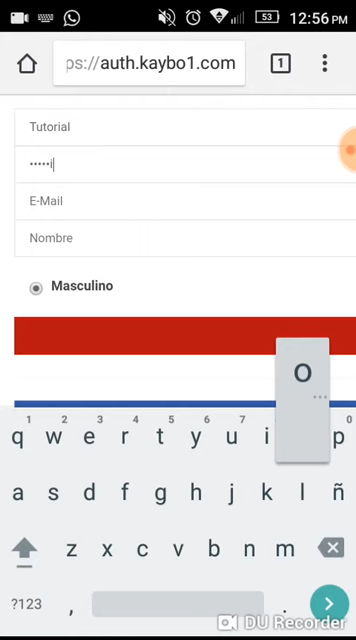 53 12:56 PM
ps://auth.kaybo1.com 1
Tutorial
•••••i
E-Mail
Nombre
Masculino
o
...
1 2 3 4 5 6 7 0
q w e r t y u i p
a s d f g h j k l ñ
z x c v b n m
?123 , .
DU Recorder